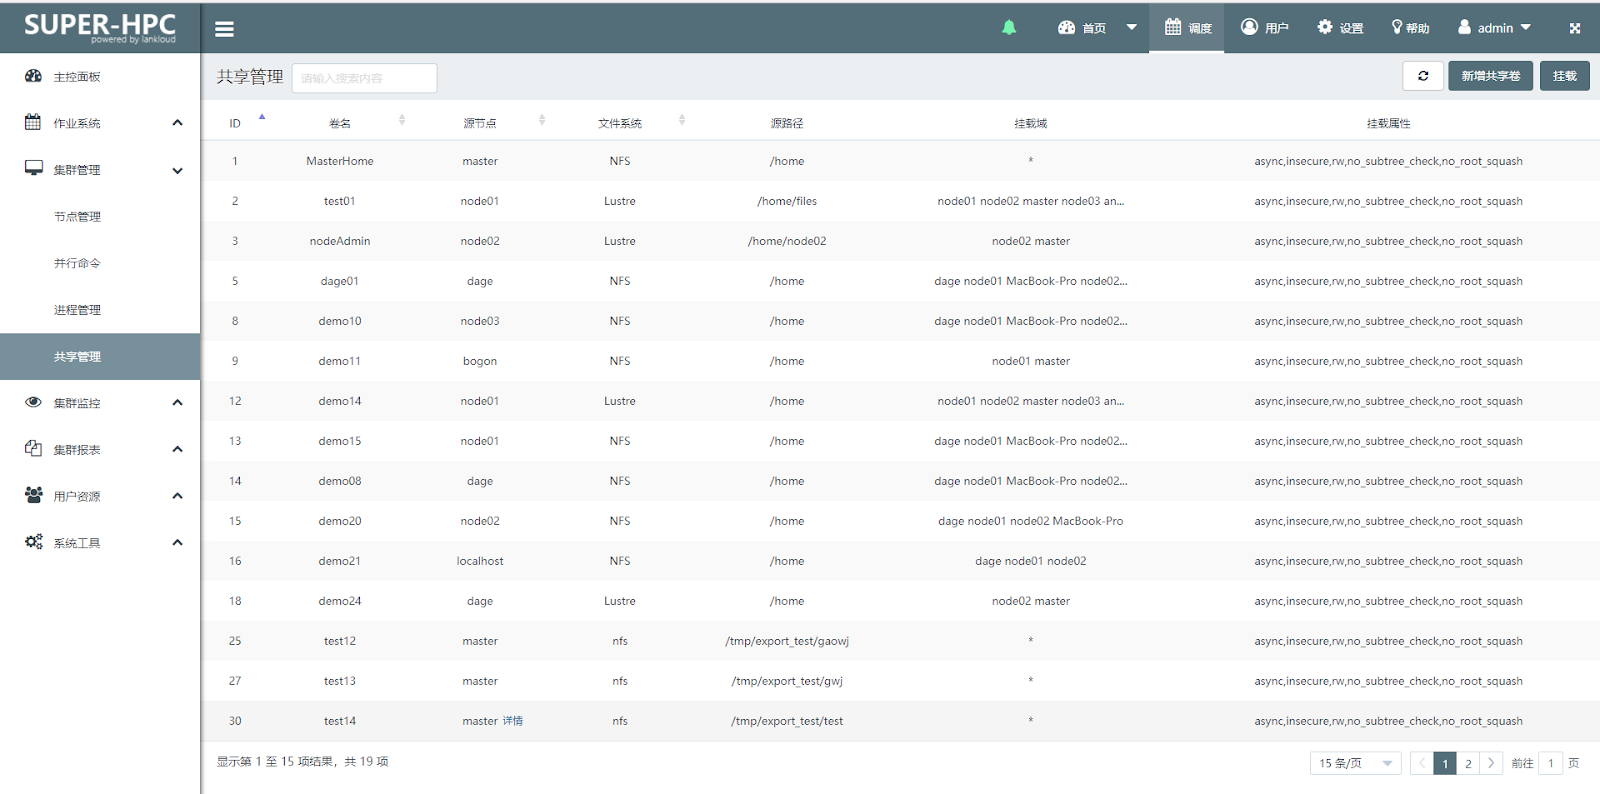 SUPER-HPC
powered by lankloud
首页
调度
用户
设置
帮助
admin
主控面板
作业系统
集群管理
节点管理
并行命令
进程管理
共享管理
集群监控
集群报表
用户资源
系统工具
共享管理 请输入搜索内容 新增共享卷 挂载
ID 卷名 源节点 文件系统 源路径 挂载域 挂载属性
1 MasterHome master NFS /home * async,insecure,rw,no_subtree_check,no_root_squash
2 test01 node01 Lustre /home/files node01 node02 master node03 an... async,insecure,rw,no_subtree_check,no_root_squash
3 nodeAdmin node02 Lustre /home/node02 node02 master async,insecure,rw,no_subtree_check,no_root_squash
5 dage01 dage NFS /home dage node01 MacBook-Pro node02... async,insecure,rw,no_subtree_check,no_root_squash
8 demo10 node03 NFS /home dage node01 MacBook-Pro node02... async,insecure,rw,no_subtree_check,no_root_squash
9 demo11 bogon NFS /home node01 master async,insecure,rw,no_subtree_check,no_root_squash
12 demo14 node01 Lustre /home node01 node02 master node03 an... async,insecure,rw,no_subtree_check,no_root_squash
13 demo15 node01 NFS /home dage node01 MacBook-Pro node02... async,insecure,rw,no_subtree_check,no_root_squash
14 demo08 dage NFS /home dage node01 MacBook-Pro node02... async,insecure,rw,no_subtree_check,no_root_squash
15 demo20 node02 NFS /home dage node01 node02 MacBook-Pro async,insecure,rw,no_subtree_check,no_root_squash
16 demo21 localhost NFS /home dage node01 node02 async,insecure,rw,no_subtree_check,no_root_squash
18 demo24 dage Lustre /home node02 master async,insecure,rw,no_subtree_check,no_root_squash
25 test12 master nfs /tmp/export_test/gaowj * async,insecure,rw,no_subtree_check,no_root_squash
27 test13 master nfs /tmp/export_test/gwj * async,insecure,rw,no_subtree_check,no_root_squash
30 test14 master 详情 nfs /tmp/export_test/test * async,insecure,rw,no_subtree_check,no_root_squash
显示第 1 至 15 项结果，共 19 项 15 条/页 1 2 前往 1 页